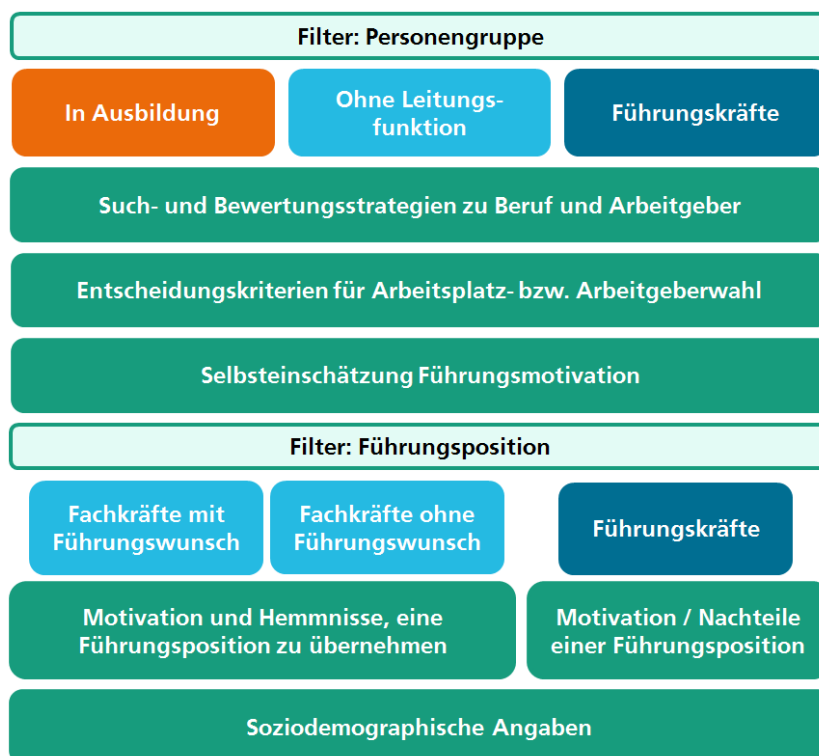 Filter: Personengruppe
In Ausbildung
Ohne Leitungs-
funktion
Führungskräfte
Such- und Bewertungsstrategien zu Beruf und Arbeitgeber
Entscheidungskriterien für Arbeitsplatz- bzw. Arbeitgeberwahl
Selbsteinschätzung Führungsmotivation
Filter: Führungsposition
Fachkräfte mit
Führungswunsch
Fachkräfte ohne
Führungswunsch
Führungskräfte
Motivation und Hemmnisse, eine
Führungsposition zu übernehmen
Motivation / Nachteile
einer Führungsposition
Soziodemographische Angaben